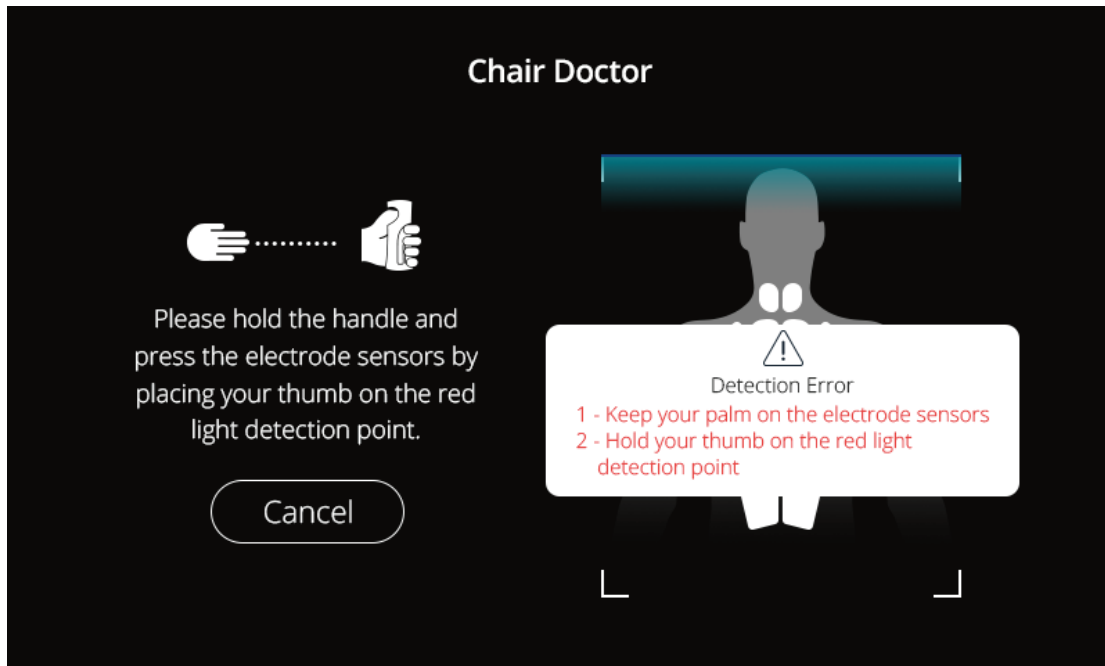 Chair Doctor
Please hold the handle and
press the electrode sensors by
placing your thumb on the red
light detection point.
Cancel
Detection Error
1 - Keep your palm on the electrode sensors
2 - Hold your thumb on the red light
detection point